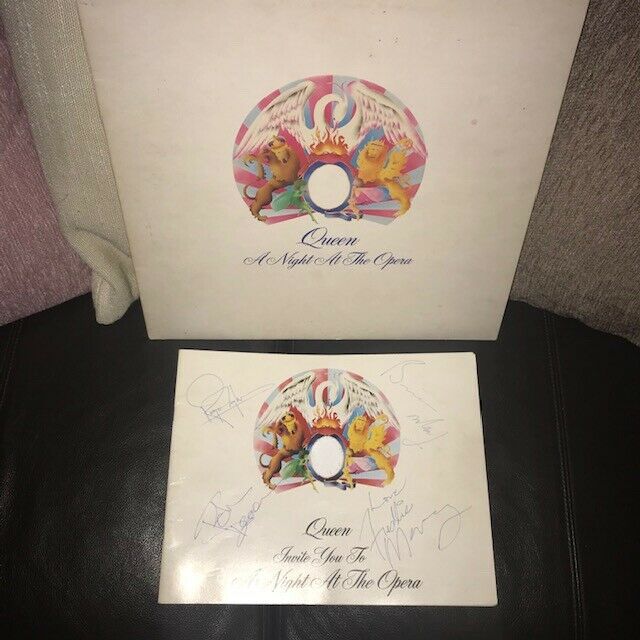 Queen
A Night At The Opera
Love
Freddie
Mercury
Queen
Invite You To
A Night At The Opera